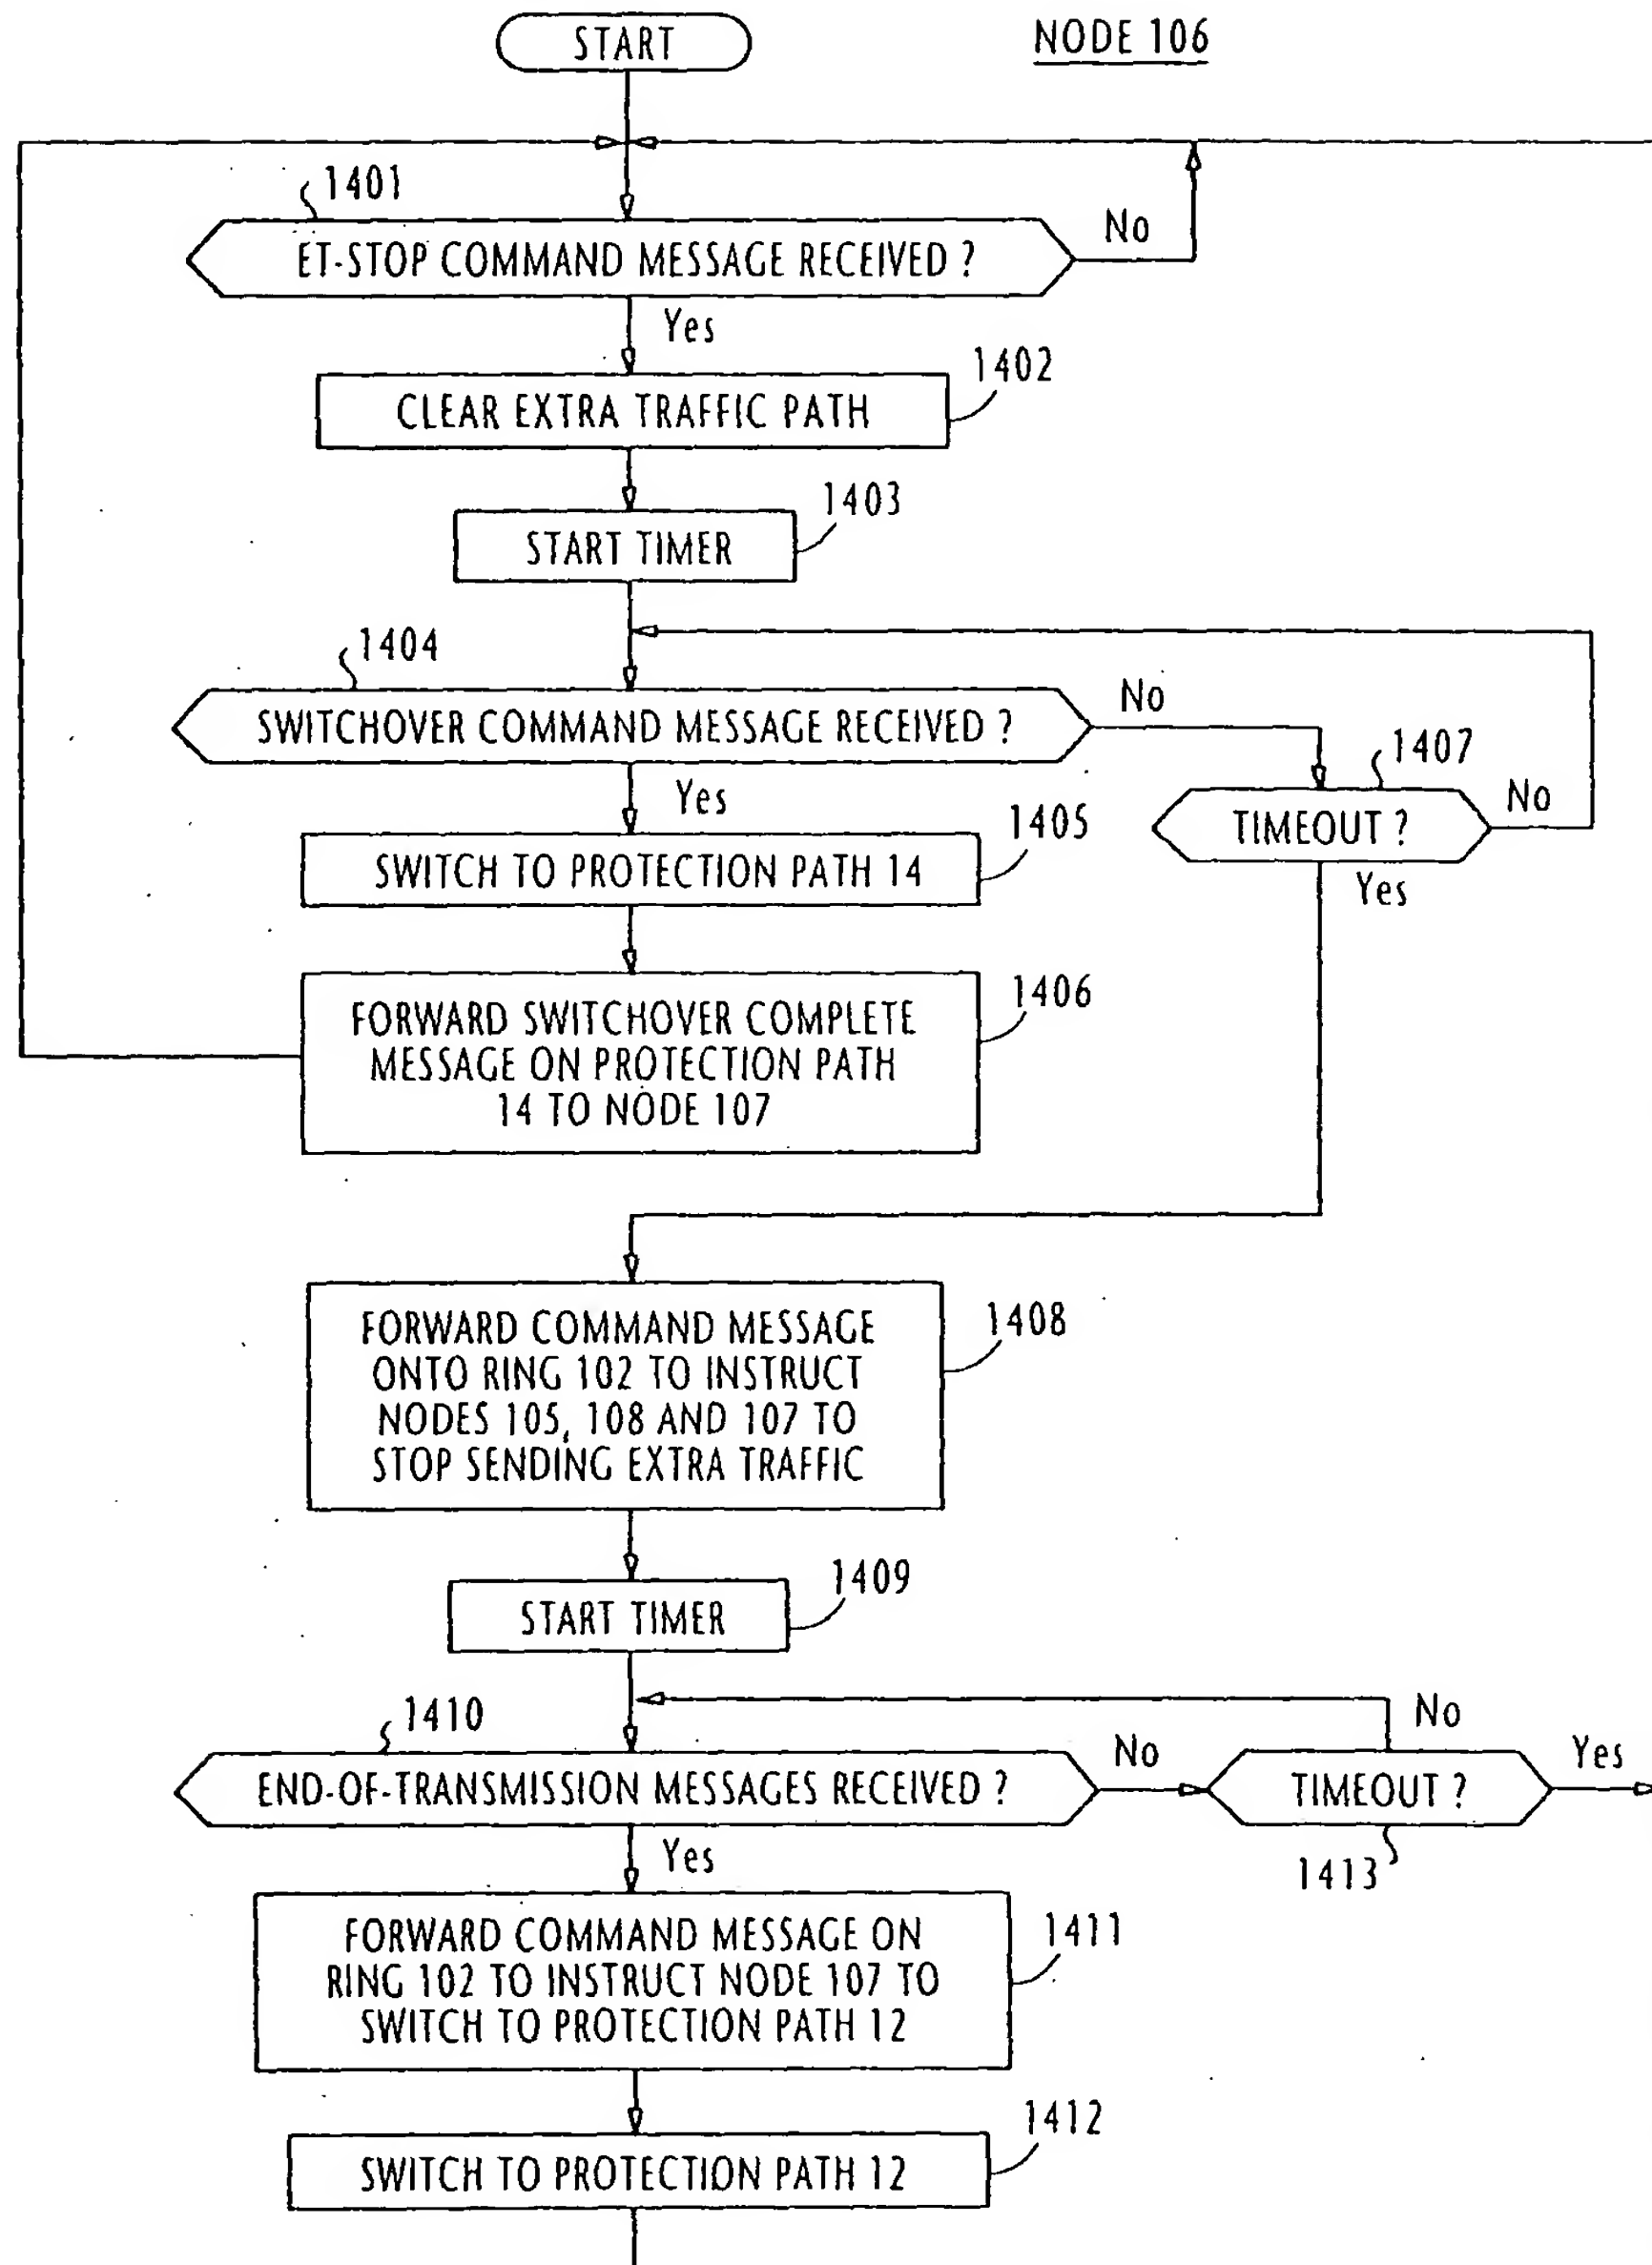 START
NODE 106
1401
ET-STOP COMMAND MESSAGE RECEIVED ?
No
Yes
1402
CLEAR EXTRA TRAFFIC PATH
1403
START TIMER
1404
SWITCHOVER COMMAND MESSAGE RECEIVED ?
No
1407
TIMEOUT ?
No
Yes
Yes
1405
SWITCH TO PROTECTION PATH 14
1406
FORWARD SWITCHOVER COMPLETE
MESSAGE ON PROTECTION PATH
14 TO NODE 107
1408
FORWARD COMMAND MESSAGE
ONTO RING 102 TO INSTRUCT
NODES 105, 108 AND 107 TO
STOP SENDING EXTRA TRAFFIC
1409
START TIMER
1410
END-OF-TRANSMISSION MESSAGES RECEIVED ?
No
TIMEOUT ?
No
Yes
1413
Yes
1411
FORWARD COMMAND MESSAGE ON
RING 102 TO INSTRUCT NODE 107 TO
SWITCH TO PROTECTION PATH 12
1412
SWITCH TO PROTECTION PATH 12